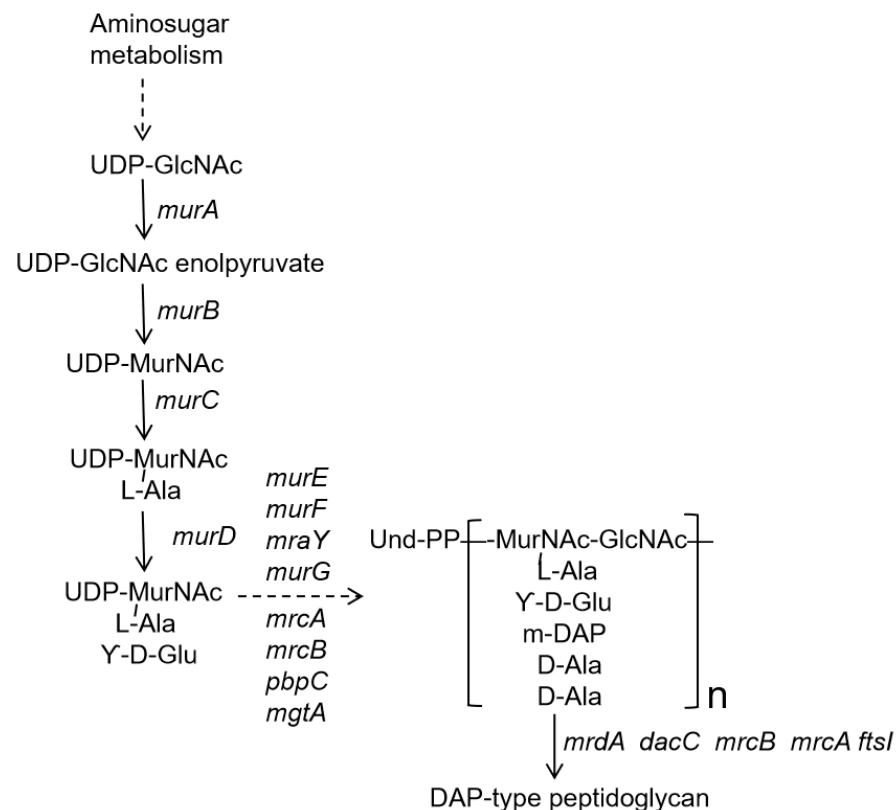 Aminosugar
metabolism
UDP-GlcNAc
murA
UDP-GlcNAc enolpyruvate
murB
UDP-MurNAc
murC
UDP-MurNAc
L-Ala
murD
UDP-MurNAc
L-Ala
ϒ-D-Glu
murE
murF
mraY
murG
mrcA
mrcB
pbpC
mgtA
Und-PP-MurNAc-GlcNAc
L-Ala
ϒ-D-Glu
m-DAP
D-Ala
D-Ala
n
mrdA dacC mrcB mrcA ftsI
DAP-type peptidoglycan